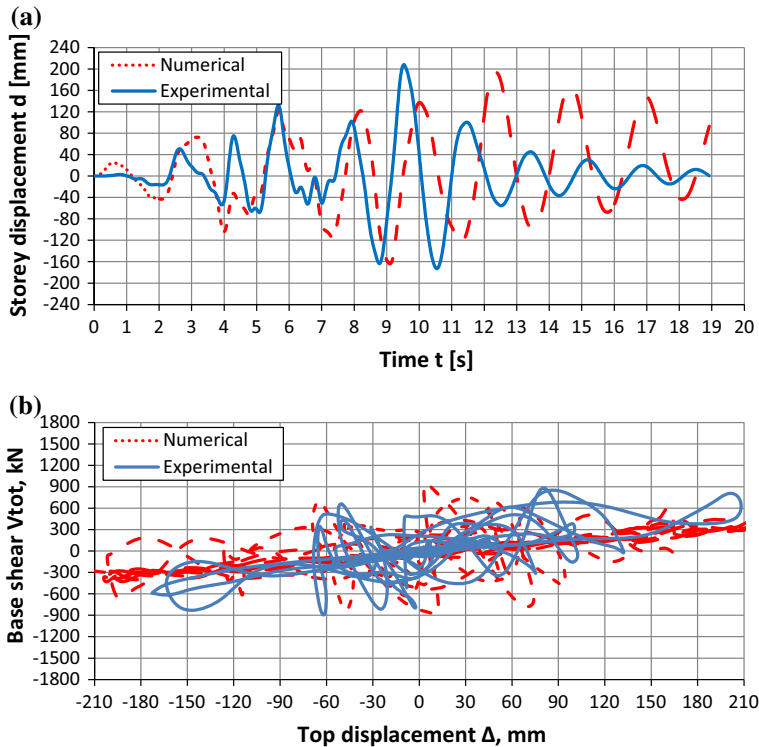 (a)
Storey displacement d [mm]
240
200
160
120
80
40
0
-40
-80
-120
-160
-200
-240
Numerical
Experimental
0 1 2 3 4 5 6 7 8 9 10 11 12 13 14 15 16 17 18 19 20
Time t [s]
(b)
Base shear Vtot, kN
1800
1500
1200
900
600
300
0
-300
-600
-900
-1200
-1500
-1800
Numerical
Experimental
-210 -180 -150 -120 -90 -60 -30 0 30 60 90 120 150 180 210
Top displacement Δ, mm